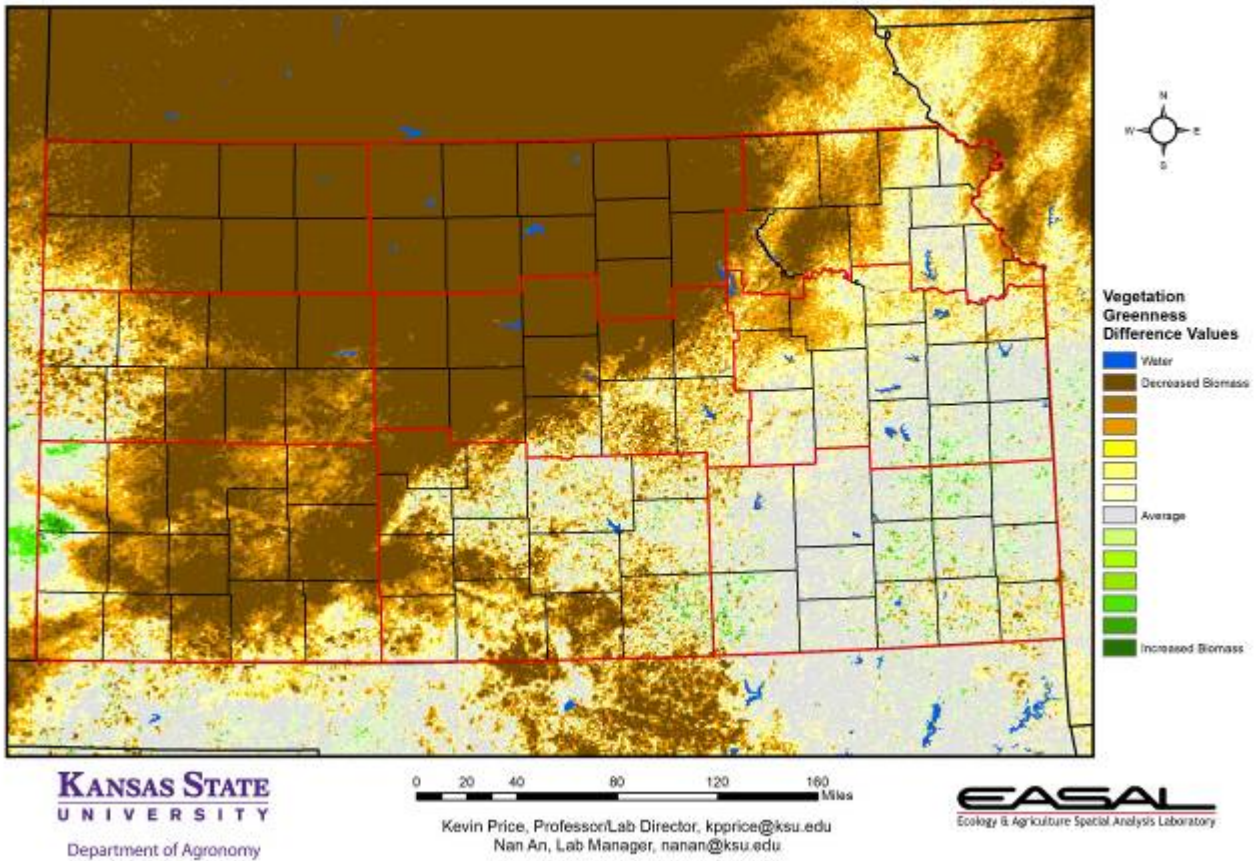 N
W
E
S
Vegetation
Greenness
Difference Values
Water
Decreased Biomass
Average
Increased Biomass
KANSAS STATE
UNIVERSITY
Department of Agronomy
0 20 40 80 120 160
Miles
Kevin Price, Professor/Lab Director, kpprice@ksu.edu
Nan An, Lab Manager, nanan@ksu.edu
EASAL
Ecology & Agriculture Spatial Analysis Laboratory